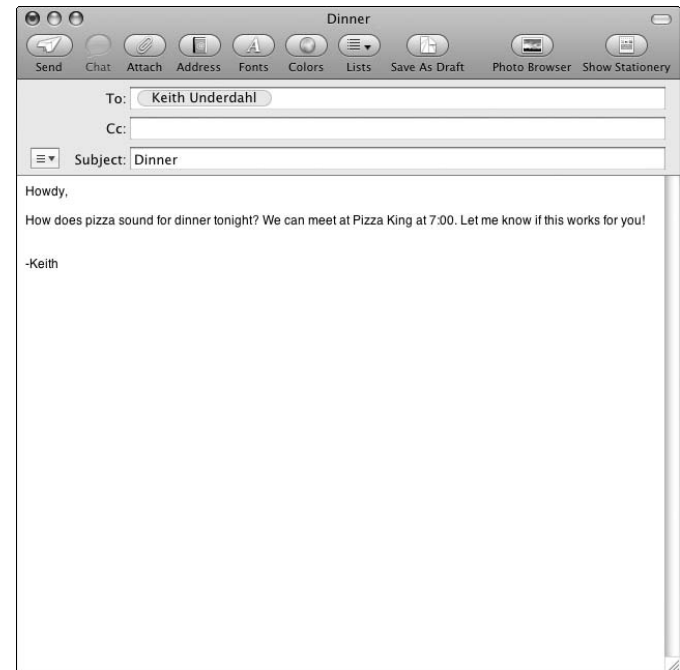 Dinner
Send Chat Attach Address Fonts Colors Lists Save As Draft Photo Browser Show Stationery
To: Keith Underdahl
Cc:
Subject: Dinner
Howdy,
How does pizza sound for dinner tonight? We can meet at Pizza King at 7:00. Let me know if this works for you!
-Keith